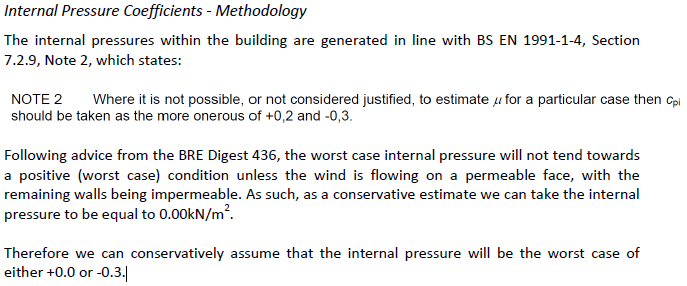 Internal Pressure Coefficients - Methodology
The internal pressures within the building are generated in line with BS EN 1991-1-4, Section
7.2.9, Note 2, which states:
NOTE 2 Where it is not possible, or not considered justified, to estimate μ for a particular case then cpi
should be taken as the more onerous of +0,2 and -0,3.
Following advice from the BRE Digest 436, the worst case internal pressure will not tend towards
a positive (worst case) condition unless the wind is flowing on a permeable face, with the
remaining walls being impermeable. As such, as a conservative estimate we can take the internal
pressure to be equal to 0.00kN/m².
Therefore we can conservatively assume that the internal pressure will be the worst case of
either +0.0 or -0.3.